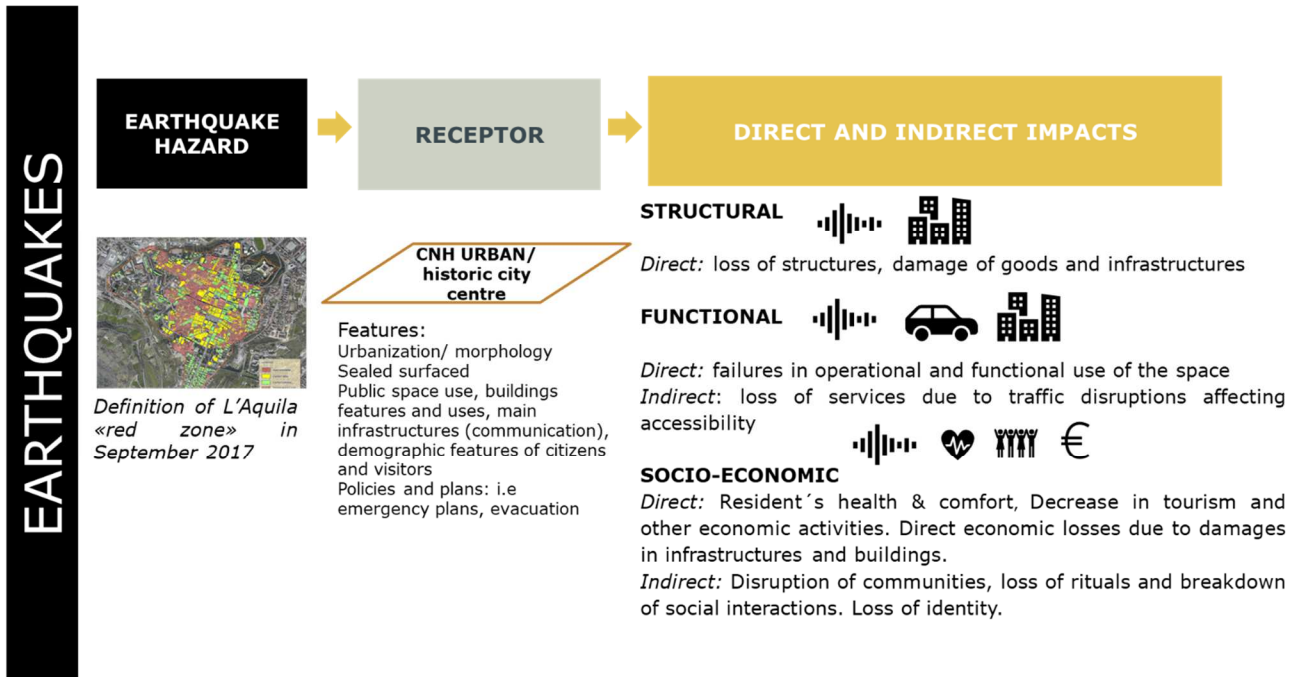 EARTHQUAKES
EARTHQUAKE
HAZARD
RECEPTOR
DIRECT AND INDIRECT IMPACTS
Definition of L’Aquila
«red zone» in
September 2017
CNH URBAN/
historic city
centre
Features:
Urbanization/ morphology
Sealed surfaced
Public space use, buildings
features and uses, main
infrastructures (communication),
demographic features of citizens
and visitors
Policies and plans: i.e
emergency plans, evacuation
STRUCTURAL
Direct: loss of structures, damage of goods and infrastructures
FUNCTIONAL
Direct: failures in operational and functional use of the space
Indirect: loss of services due to traffic disruptions affecting
accessibility
€
SOCIO-ECONOMIC
Direct: Resident´s health & comfort, Decrease in tourism and
other economic activities. Direct economic losses due to damages
in infrastructures and buildings.
Indirect: Disruption of communities, loss of rituals and breakdown
of social interactions. Loss of identity.